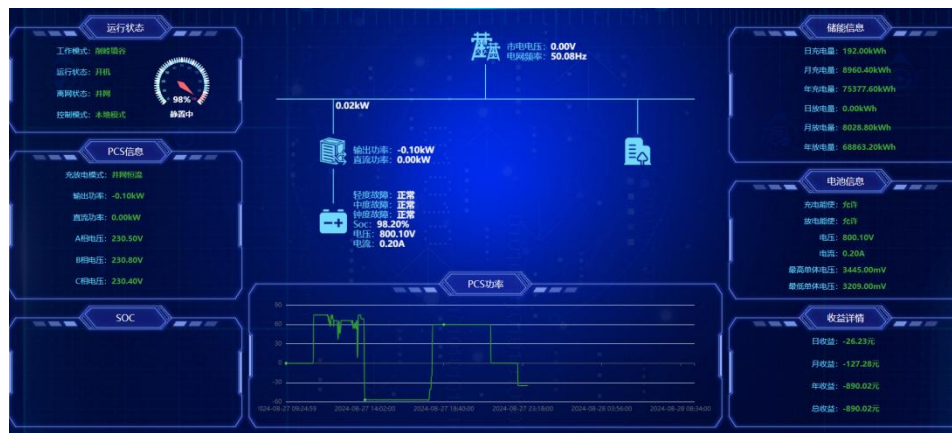 运行状态
工作模式: 削峰填谷
运行状态: 开机
离网状态: 并网
控制模式: 本地模式
98%
静置中
PCS信息
充放电模式: 并网恒流
输出功率: -0.10kW
直流功率: 0.00kW
A相电压: 230.50V
B相电压: 230.80V
C相电压: 230.40V
SOC
市电电压: 0.00V
电网频率: 50.08Hz
0.02kW
输出功率: -0.10kW
直流功率: 0.00kW
轻度故障: 正常
中度故障: 正常
钟度故障: 正常
Soc: 98.20%
电压: 800.10V
电流: 0.20A
PCS功率
90
60
30
0
-30
-60
2024-08-27 09:24:59
2024-08-27 14:02:00
2024-08-27 18:40:00
2024-08-27 23:18:00
2024-08-28 03:56:00
2024-08-28 08:34:00
储能信息
日充电量: 192.00kWh
月充电量: 8960.40kWh
年充电量: 75377.60kWh
日放电量: 0.00kWh
月放电量: 8028.80kWh
年放电量: 68863.20kWh
电池信息
充电能使: 允许
放电能使: 允许
电压: 800.10V
电流: 0.20A
最高单体电压: 3445.00mV
最低单体电压: 3209.00mV
收益详情
日收益: -26.23元
月收益: -127.28元
年收益: -890.02元
总收益: -890.02元